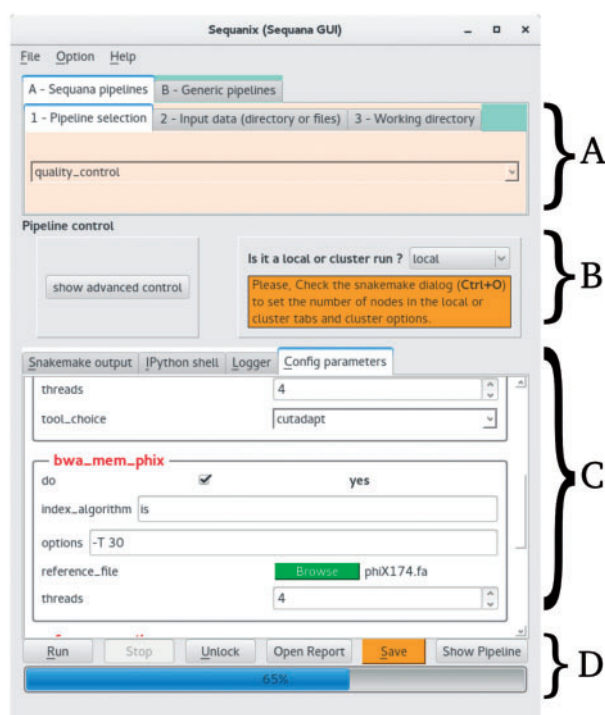 Sequanix (Sequana GUI)
File Option Help
A - Sequana pipelines B - Generic pipelines
1 - Pipeline selection 2 - Input data (directory or files) 3 - Working directory
A
quality_control
Pipeline control
Is it a local or cluster run ? local
show advanced control
Please, Check the snakemake dialog (Ctrl+O)
to set the number of nodes in the local or
cluster tabs and cluster options.
B
Snakemake output IPython shell Logger Config parameters
threads 4
tool_choice cutadapt
bwa_mem_phix
do yes
index_algorithm is
C
options -T 30
reference_file Browse phiX174.fa
threads 4
Run Stop Unlock Open Report Save Show Pipeline
D
65%